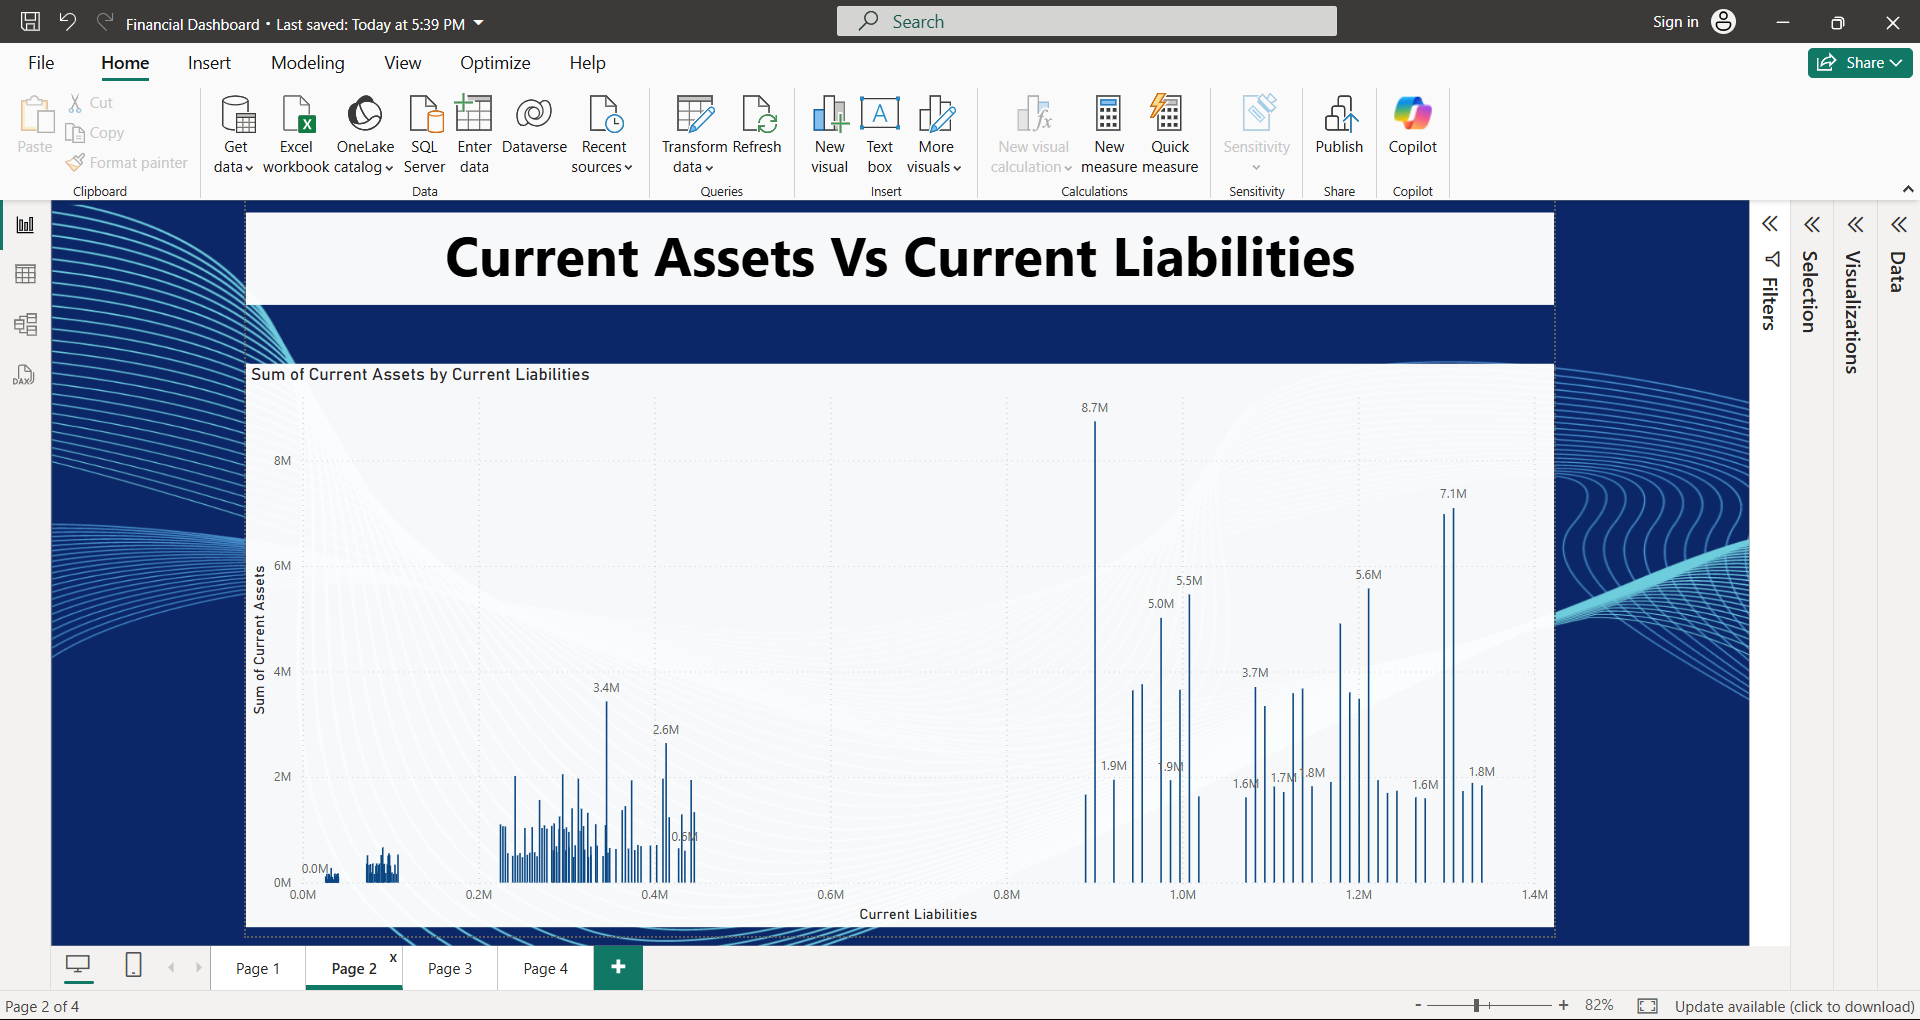 Financial Dashboard • Last saved: Today at 5:39 PM
Search
Sign in
File Home Insert Modeling View Optimize Help
Share
Paste
Cut
Copy
Format painter
Clipboard
Get data
Excel workbook
OneLake catalog
SQL Server
Enter data
Dataverse
Recent sources
Data
Transform data
Refresh
Queries
New visual
Text box
More visuals
Insert
New visual calculation
New measure
Quick measure
Calculations
Sensitivity
Sensitivity
Publish
Share
Copilot
Copilot
DAX
Current Assets Vs Current Liabilities
Filters
Selection
Visualizations
Data
Sum of Current Assets by Current Liabilities
Sum of Current Assets
8M
6M
4M
2M
0M
0.0M
3.4M
2.6M
0.6M
8.7M
1.9M
5.0M
.9M
5.5M
1.6M
3.7M
1.7M
.8M
5.6M
1.6M
7.1M
1.8M
0.0M 0.2M 0.4M 0.6M 0.8M 1.0M 1.2M 1.4M
Current Liabilities
Page 1
Page 2
x
Page 3
Page 4
+
Page 2 of 4
- + 82%
Update available (click to download)